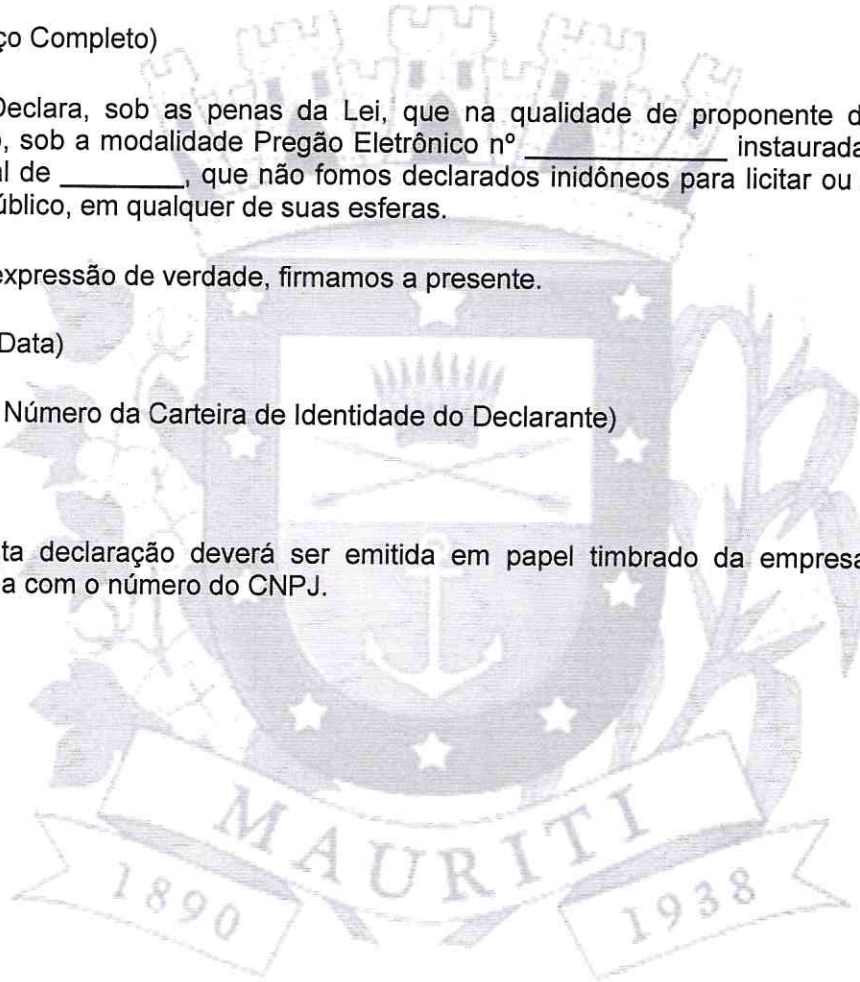 ço Completo)
Declara, sob as penas da Lei, que na qualidade de proponente d
, sob a modalidade Pregão Eletrônico nº _____________ instaurada
al de ________, que não fomos declarados inidôneos para licitar ou
úblico, em qualquer de suas esferas.
expressão de verdade, firmamos a presente.
Data)
Número da Carteira de Identidade do Declarante)
ta declaração deverá ser emitida em papel timbrado da empresa
a com o número do CNPJ.
MAURITI
1890
1938